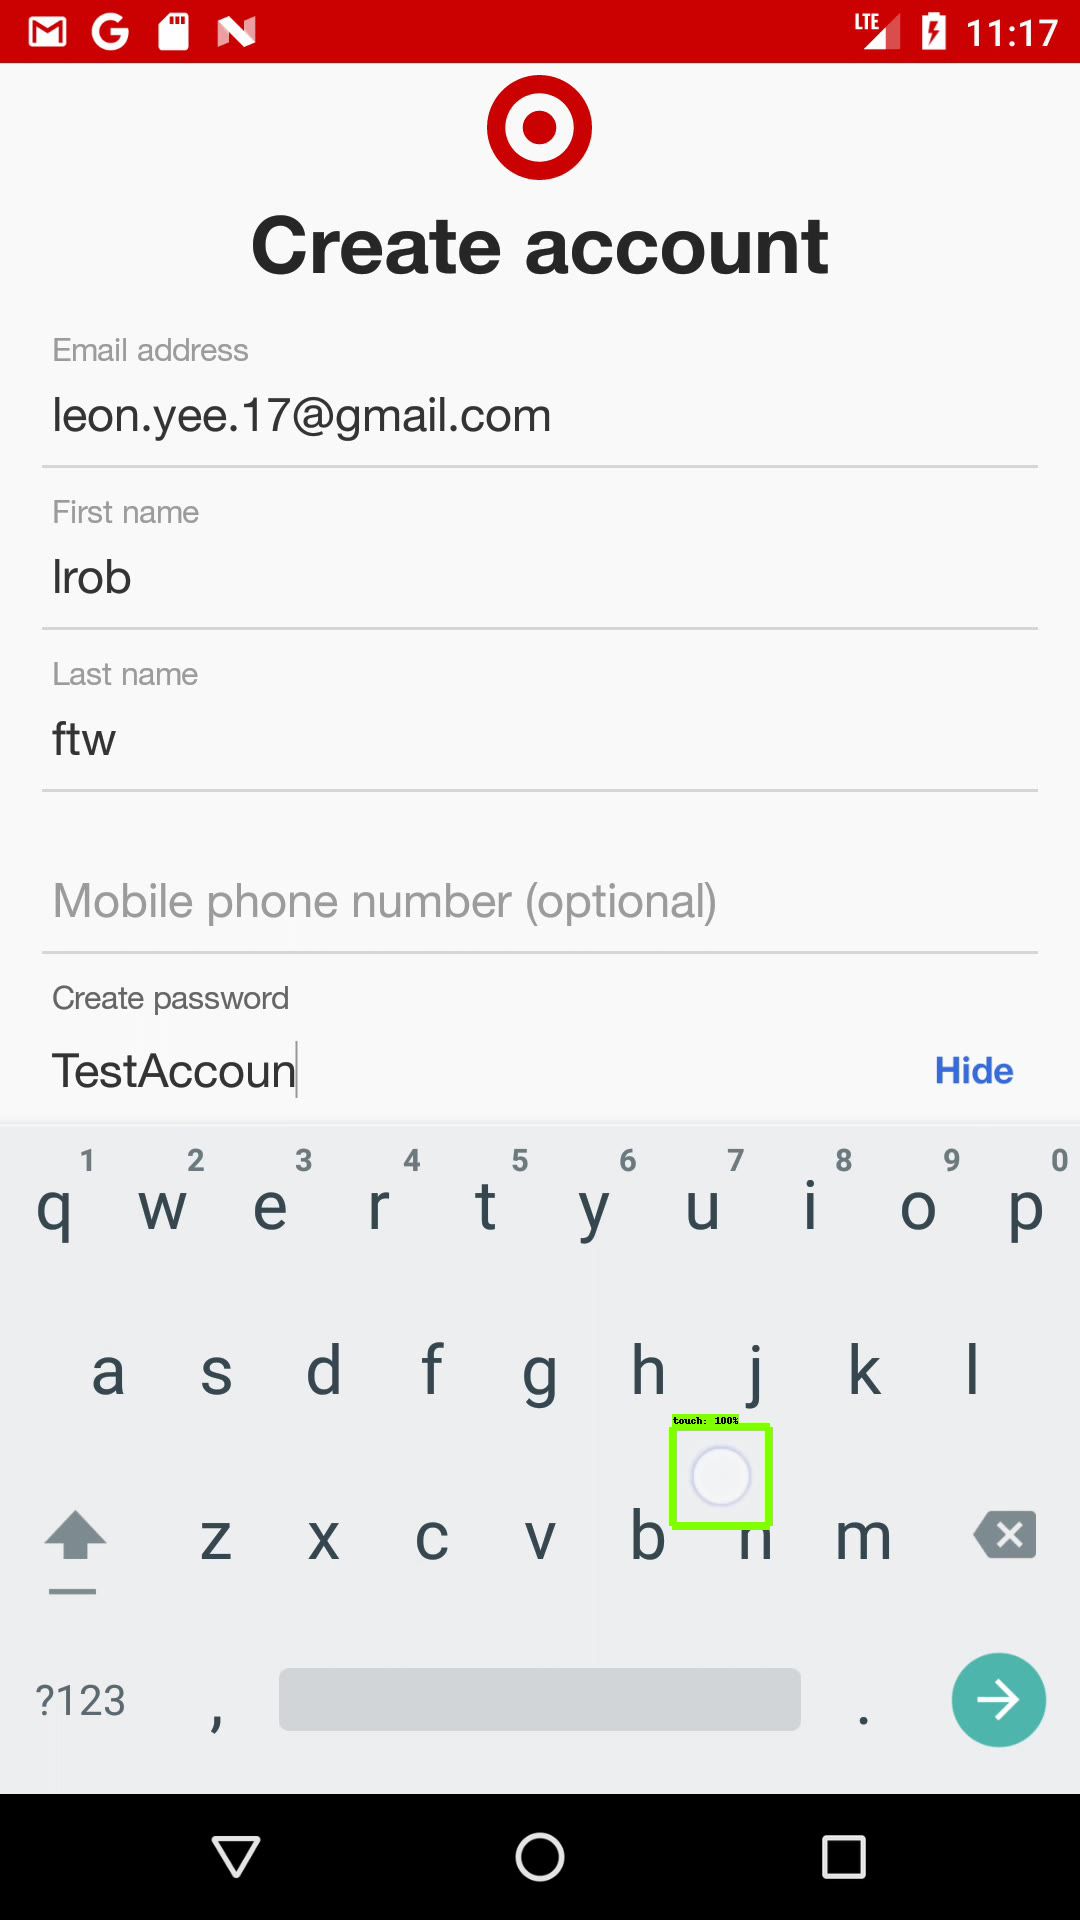 LTE 11:17
Create account
Email address
leon.yee.17@gmail.com
First name
lrob
Last name
ftw
Mobile phone number (optional)
Create password
TestAccoun
Hide
1 2 3 4 5 6 7 8 9 0
q w e r t y u i o p
a s d f g h j k l
touch: 100%
z x c v b n m
?123 , .